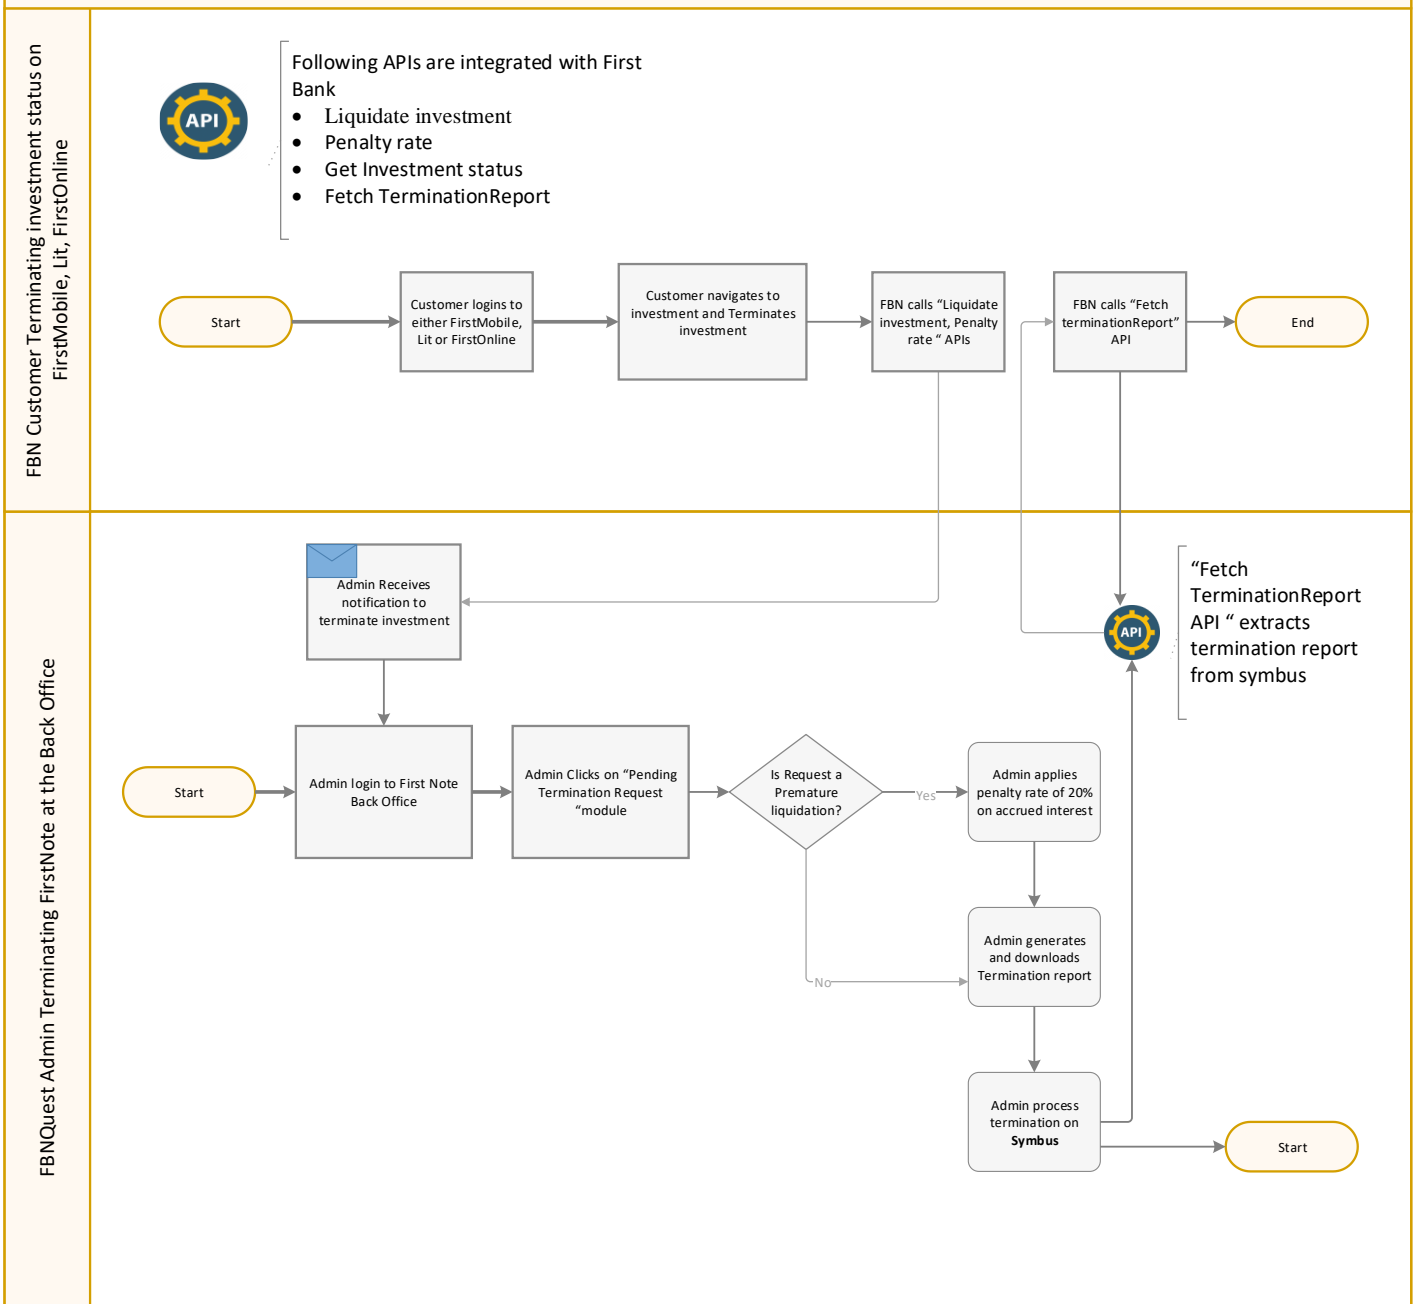 FBN Customer Terminating investment status on
FirstMobile, Lit, FirstOnline
API
Following APIs are integrated with First
Bank
• Liquidate investment
• Penalty rate
• Get Investment status
• Fetch TerminationReport
Start
Customer logins to
either FirstMobile,
Lit or FirstOnline
Customer navigates to
investment and Terminates
investment
FBN calls “Liquidate
investment, Penalty
rate “ APIs
FBN calls “Fetch
terminationReport”
API
End
FBNQuest Admin Terminating FirstNote at the Back Office
Admin Receives
notification to
terminate investment
API
“Fetch
TerminationReport
API “ extracts
termination report
from symbus
Start
Admin login to First Note
Back Office
Admin Clicks on “Pending
Termination Request
“module
Is Request a
Premature
liquidation?
Yes
Admin applies
penalty rate of 20%
on accrued interest
No
Admin generates
and downloads
Termination report
Admin process
termination on
Symbus
Start